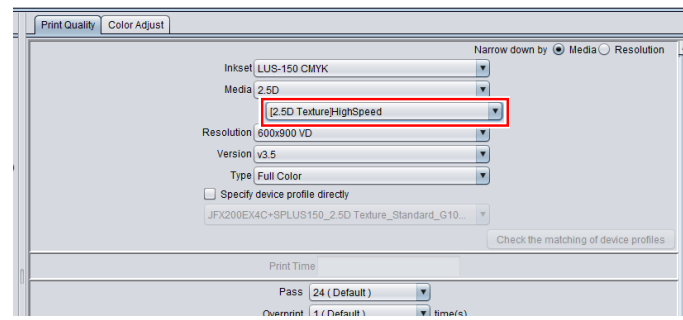 Print Quality Color Adjust
Narrow down by Media Resolution
Inkset LUS-150 CMYK
Media 2.5D
[2.5D Texture]HighSpeed
Resolution 600x900 VD
Version v3.5
Type Full Color
Specify device profile directly
JFX200EX4C+SPLUS150_2.5D Texture_Standard_G10...
Check the matching of device profiles
Print Time
Pass 24 ( Default )
Overprint 1 ( Default ) time(s)